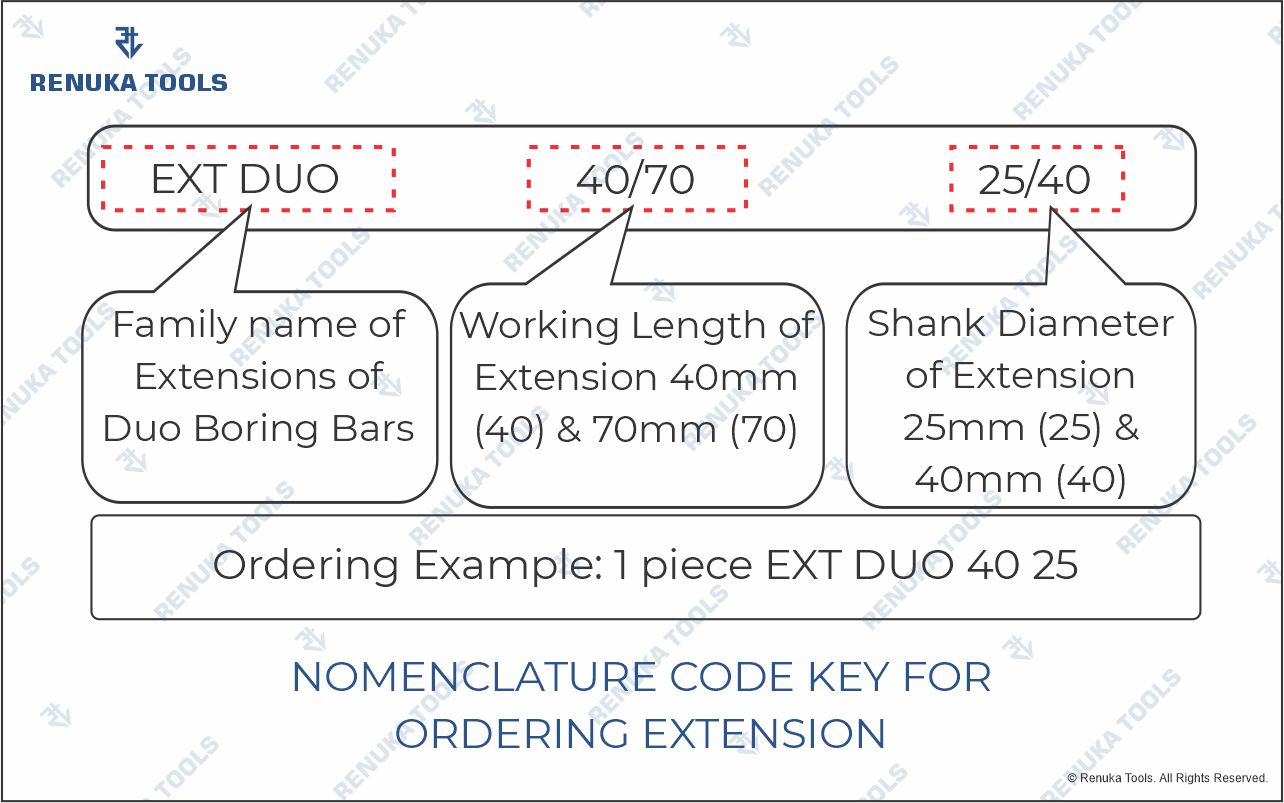 RENUKA TOOLS
EXT DUO 40/70 25/40
Family name of
Extensions of
Duo Boring Bars
Working Length of
Extension 40mm
(40) & 70mm (70)
Shank Diameter
of Extension
25mm (25) &
40mm (40)
Ordering Example: 1 piece EXT DUO 40 25
NOMENCLATURE CODE KEY FOR
ORDERING EXTENSION
© Renuka Tools. All Rights Reserved.